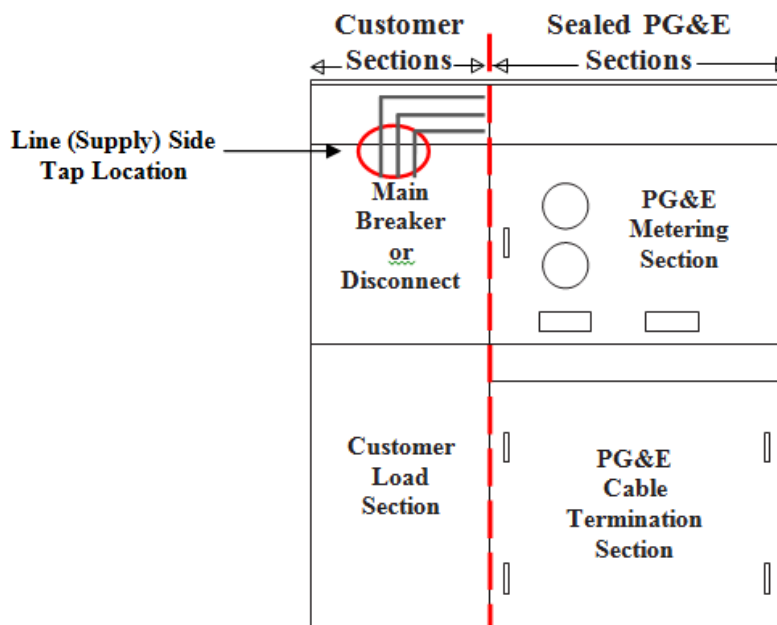 Customer
Sections
Sealed PG&E
Sections
Line (Supply) Side
Tap Location
Main
Breaker
or
Disconnect
PG&E
Metering
Section
Customer
Load
Section
PG&E
Cable
Termination
Section